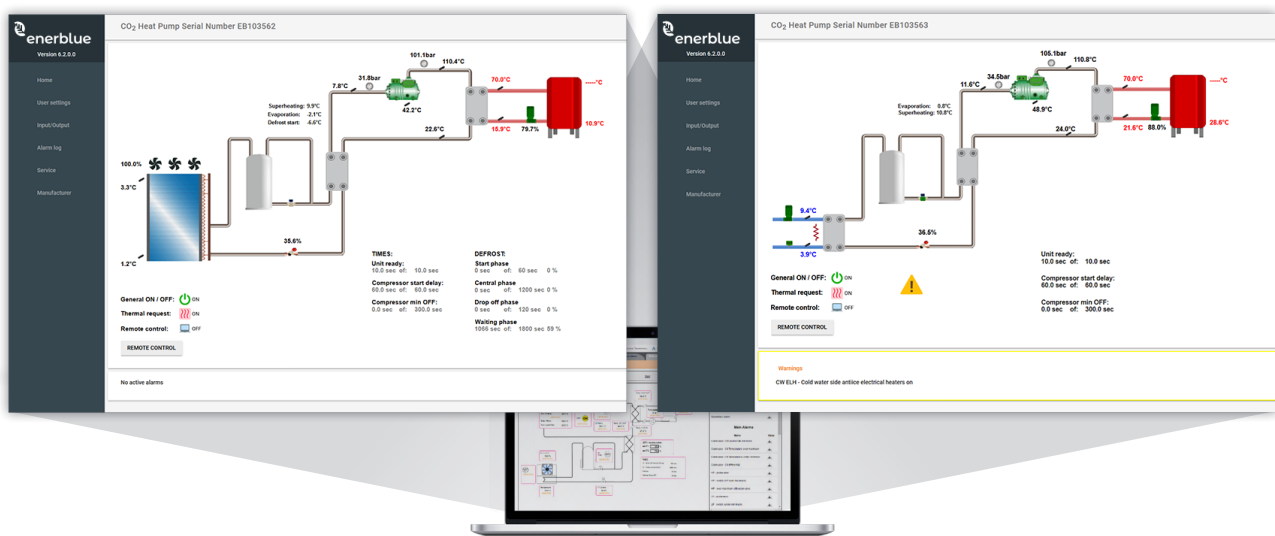 enerblue
Version 6.2.0.0
Home
User settings
Input/Output
Alarm log
Service
Manufacturer
CO2 Heat Pump Serial Number EB103562
101.1bar
110.4°C
31.8bar
7.8°C
42.2°C
70.0°C
-----°C
Superheating: 9.9°C
Evaporation: -2.1°C
Defrost start: -6.6°C
15.9°C
79.7%
10.9°C
22.6°C
100.0%
3.3°C
1.2°C
35.6%
TIMES:
Unit ready:
10.0 sec of: 10.0 sec
Compressor start delay:
60.0 sec of: 60.0 sec
Compressor min OFF:
0.0 sec of: 300.0 sec
DEFROST:
Start phase
0 sec of: 60 sec 0 %
Central phase
0 sec of: 1200 sec 0 %
Drop off phase
0 sec of: 120 sec 0 %
Waiting phase
1066 sec of: 1800 sec 59 %
General ON / OFF: ON
Thermal request: ON
Remote control: OFF
REMOTE CONTROL
No active alarms
enerblue
Version 6.2.0.0
Home
User settings
Input/Output
Alarm log
Service
Manufacturer
CO2 Heat Pump Serial Number EB103563
105.1bar
110.8°C
34.5bar
11.6°C
48.9°C
70.0°C
-----°C
Evaporation: 0.8°C
Superheating: 10.8°C
21.6°C
88.0%
28.6°C
24.0°C
9.4°C
3.9°C
36.5%
Unit ready:
10.0 sec of: 10.0 sec
Compressor start delay:
60.0 sec of: 60.0 sec
Compressor min OFF:
0.0 sec of: 300.0 sec
General ON / OFF: ON
Thermal request: ON
Remote control: OFF
REMOTE CONTROL
Warnings
CW ELH - Cold water side antiice electrical heaters on
Main Alarms